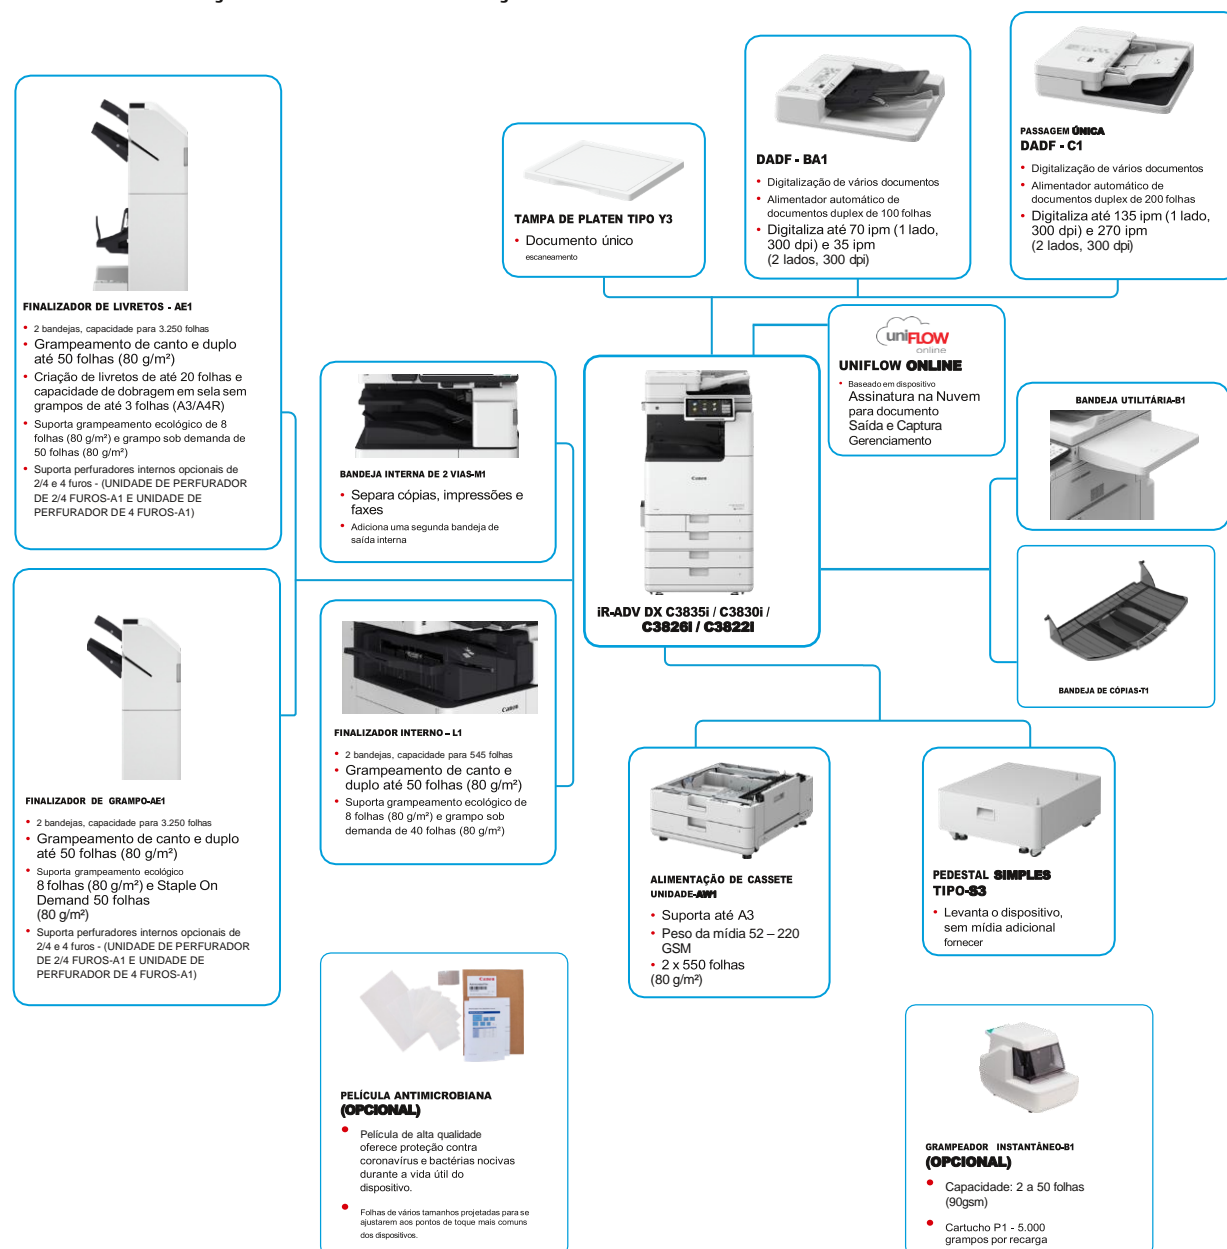 PASSAGEM ÚNICA
DADF - C1
• Digitalização de vários documentos
• Alimentador automático de
documentos duplex de 200 folhas
• Digitaliza até 135 ipm (1 lado,
300 dpi) e 270 ipm
(2 lados, 300 dpi)
DADF - BA1
• Digitalização de vários documentos
• Alimentador automático de
documentos duplex de 100 folhas
• Digitaliza até 70 ipm (1 lado,
300 dpi) e 35 ipm
(2 lados, 300 dpi)
TAMPA DE PLATEN TIPO Y3
• Documento único
escaneamento
FINALIZADOR DE LIVRETOS - AE1
• 2 bandejas, capacidade para 3.250 folhas
• Grampeamento de canto e duplo
até 50 folhas (80 g/m²)
• Criação de livretos de até 20 folhas e
capacidade de dobragem em sela sem
grampos de até 3 folhas (A3/A4R)
• Suporta grampeamento ecológico de 8
folhas (80 g/m²) e grampo sob demanda de
50 folhas (80 g/m²)
• Suporta perfuradores internos opcionais de
2/4 e 4 furos - (UNIDADE DE PERFURADOR
DE 2/4 FUROS-A1 E UNIDADE DE
PERFURADOR DE 4 FUROS-A1)
uniFLOW
online
UNIFLOW ONLINE
• Baseado em dispositivo
Assinatura na Nuvem
para documento
Saída e Captura
Gerenciamento
BANDEJA INTERNA DE 2 VIAS-M1
• Separa cópias, impressões e
faxes
• Adiciona uma segunda bandeja de
saída interna
Canon
iR-ADV DX C3835i / C3830i /
C3826I / C3822I
BANDEJA UTILITÁRIA-B1
BANDEJA DE CÓPIAS-T1
FINALIZADOR DE GRAMPO-AE1
• 2 bandejas, capacidade para 3.250 folhas
• Grampeamento de canto e duplo
até 50 folhas (80 g/m²)
• Suporta grampeamento ecológico
8 folhas (80 g/m²) e Staple On
Demand 50 folhas
(80 g/m²)
• Suporta perfuradores internos opcionais de
2/4 e 4 furos - (UNIDADE DE PERFURADOR
DE 2/4 FUROS-A1 E UNIDADE DE
PERFURADOR DE 4 FUROS-A1)
Canon
FINALIZADOR INTERNO – L1
• 2 bandejas, capacidade para 545 folhas
• Grampeamento de canto e
duplo até 50 folhas (80 g/m²)
• Suporta grampeamento ecológico de
8 folhas (80 g/m²) e grampo sob
demanda de 40 folhas (80 g/m²)
ALIMENTAÇÃO DE CASSETE
UNIDADE-AW1
• Suporta até A3
• Peso da mídia 52 – 220
GSM
• 2 x 550 folhas
(80 g/m²)
PEDESTAL SIMPLES
TIPO-S3
• Levanta o dispositivo,
sem mídia adicional
fornecer
Canon
PELÍCULA ANTIMICROBIANA
(OPCIONAL)
• Película de alta qualidade
oferece proteção contra
coronavírus e bactérias nocivas
durante a vida útil do
dispositivo.
• Folhas de vários tamanhos projetadas para se
ajustarem aos pontos de toque mais comuns
dos dispositivos.
GRAMPEADOR INSTANTÂNEO-B1
(OPCIONAL)
• Capacidade: 2 a 50 folhas
(90gsm)
• Cartucho P1 - 5.000
grampos por recarga